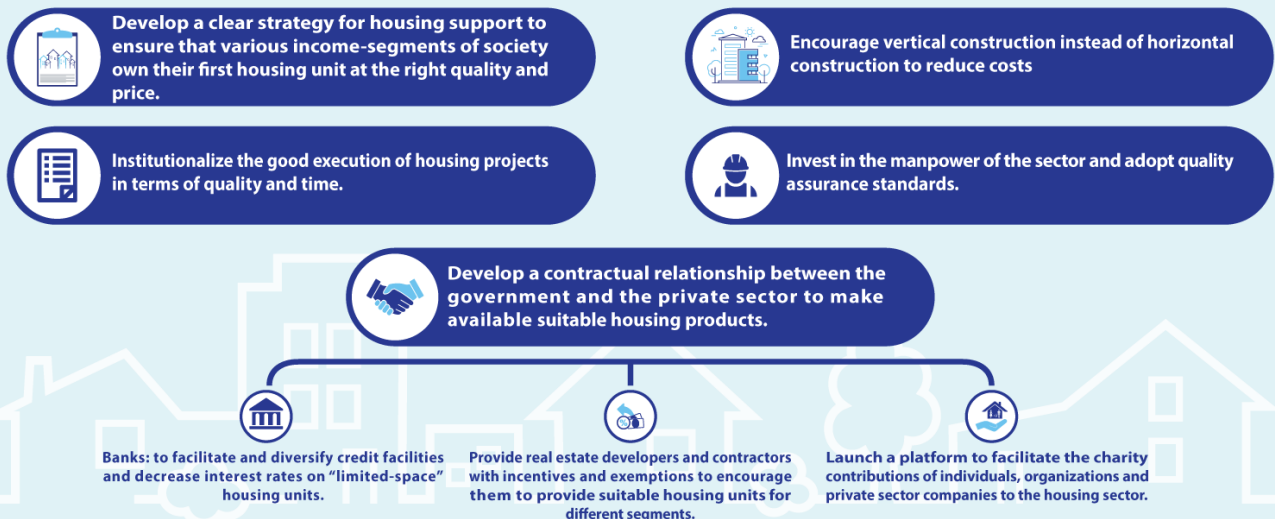 Develop a clear strategy for housing support to
ensure that various income-segments of society
own their first housing unit at the right quality and
price.
Encourage vertical construction instead of horizontal
construction to reduce costs
Institutionalize the good execution of housing projects
in terms of quality and time.
Invest in the manpower of the sector and adopt quality
assurance standards.
Develop a contractual relationship between the
government and the private sector to make
available suitable housing products.
Banks: to facilitate and diversify credit facilities
and decrease interest rates on “limited-space”
housing units.
Provide real estate developers and contractors
with incentives and exemptions to encourage
them to provide suitable housing units for
different segments.
Launch a platform to facilitate the charity
contributions of individuals, organizations and
private sector companies to the housing sector.